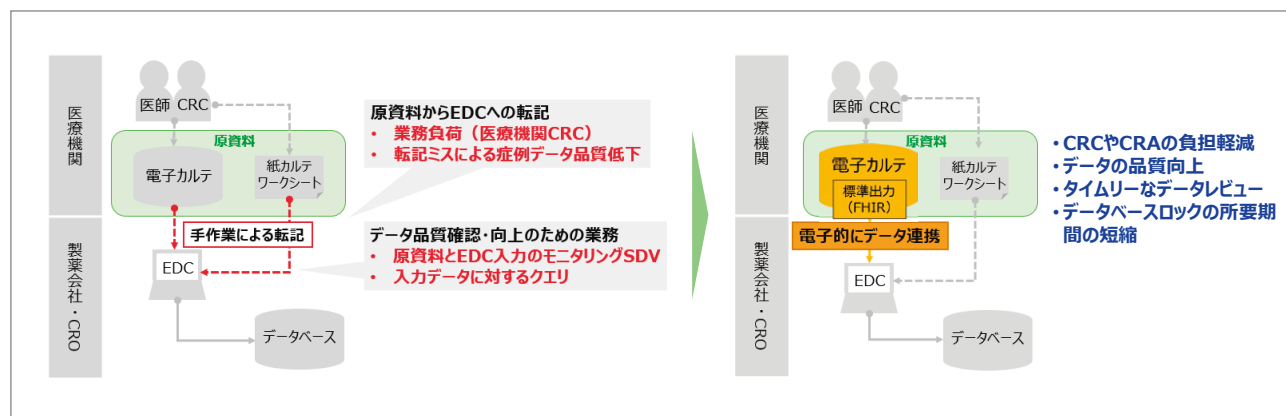 医療機関
製薬会社・CRO
医師 CRC
原資料
電子カルテ
紙カルテ
ワークシート
手作業による転記
EDC
データベース
原資料からEDCへの転記
• 業務負荷（医療機関CRC）
• 転記ミスによる症例データ品質低下
データ品質確認・向上のための業務
• 原資料とEDC入力のモニタリングSDV
• 入力データに対するクエリ
医療機関
製薬会社・CRO
医師 CRC
原資料
電子カルテ
標準出力
（FHIR）
紙カルテ
ワークシート
電子的にデータ連携
EDC
データベース
・CRCやCRAの負担軽減
・データの品質向上
・タイムリーなデータレビュー
・データベースロックの所要期
間の短縮